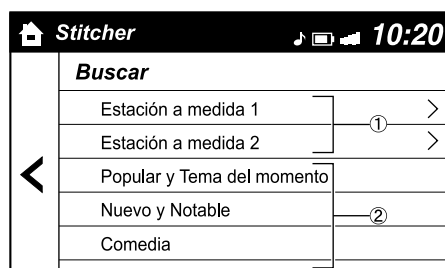 Stitcher 10:20
Buscar
Estación a medida 1
①
Estación a medida 2
Popular y Tema del momento
Nuevo y Notable
②
Comedia